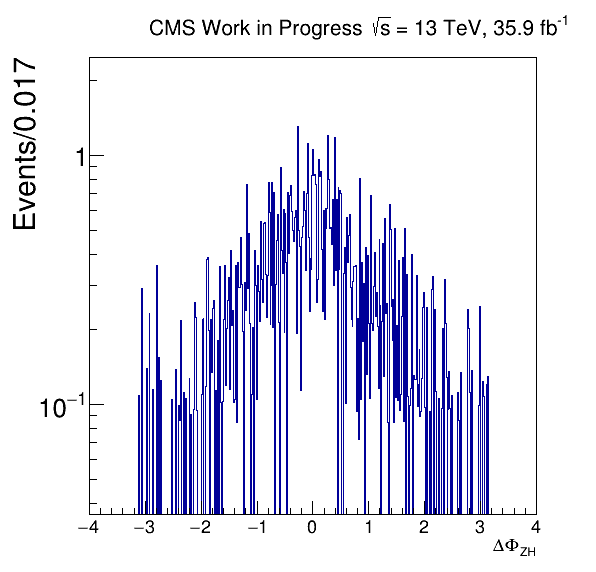 CMS Work in Progress √s = 13 TeV, 35.9 fb⁻¹
Events/0.017
1
10⁻¹
−4 −3 −2 −1 0 1 2 3 4
ΔΦ_ZH